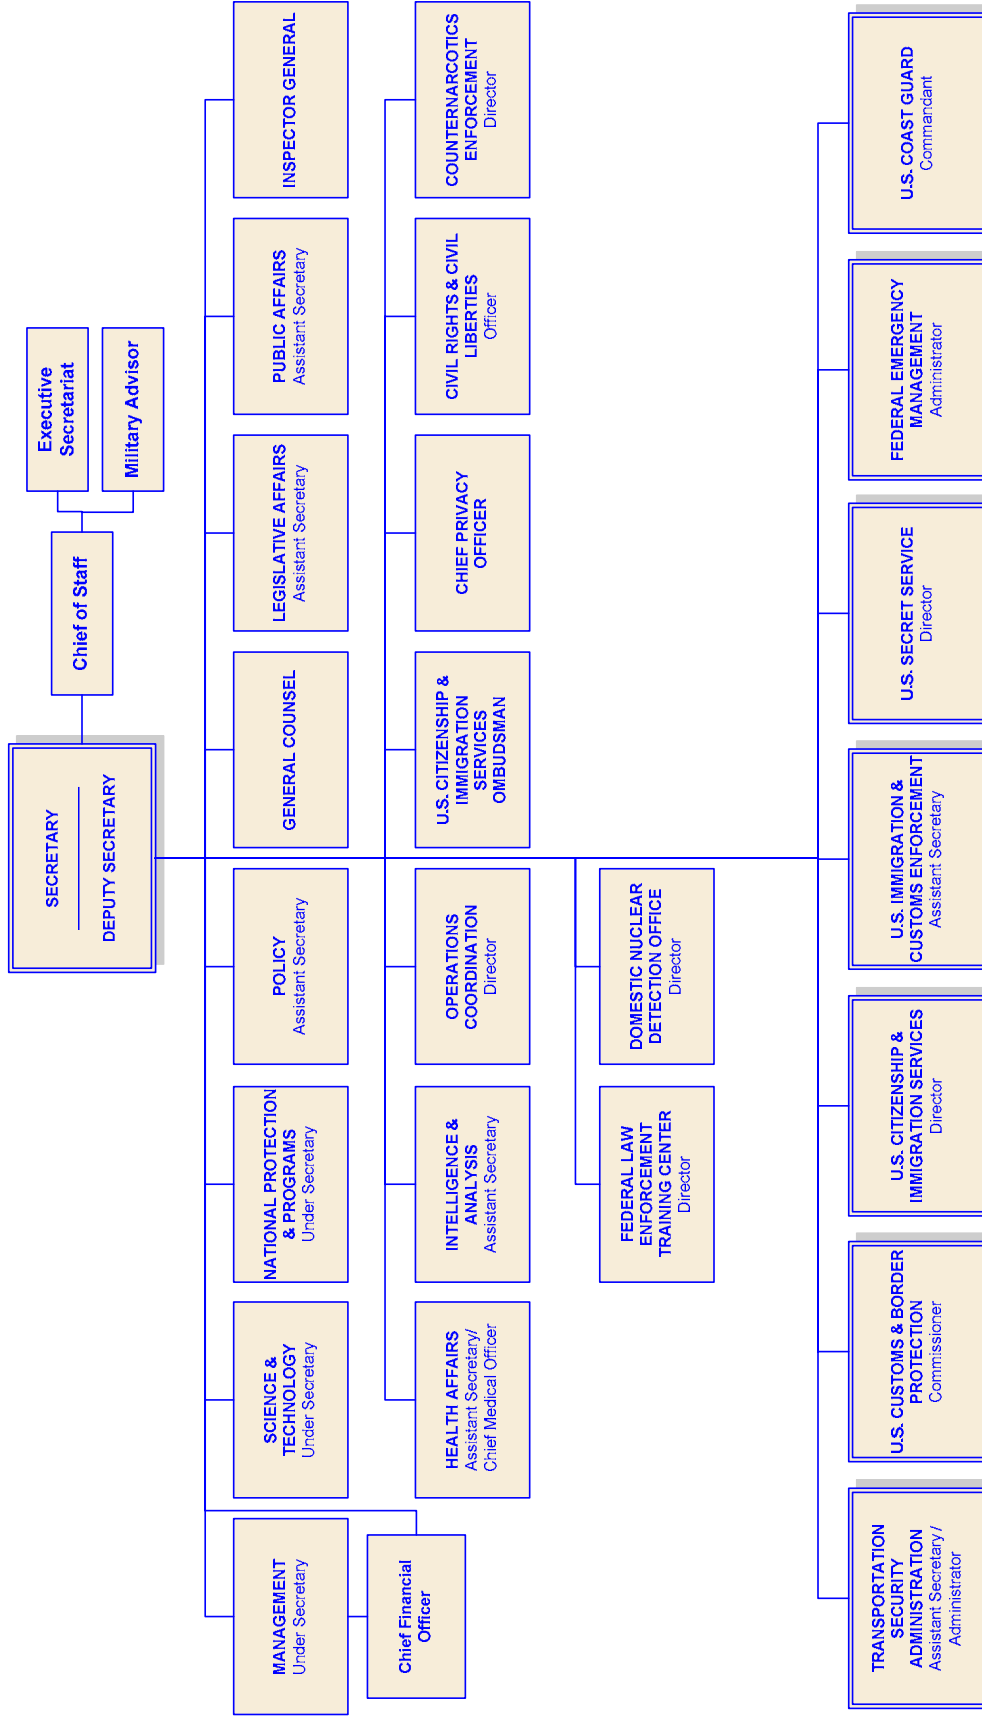 SECRETARY
DEPUTY SECRETARY
Chief of Staff
Executive
Secretariat
Military Advisor
MANAGEMENT
Under Secretary
Chief Financial
Officer
SCIENCE &
TECHNOLOGY
Under Secretary
NATIONAL PROTECTION
& PROGRAMS
Under Secretary
POLICY
Assistant Secretary
GENERAL COUNSEL
LEGISLATIVE AFFAIRS
Assistant Secretary
PUBLIC AFFAIRS
Assistant Secretary
INSPECTOR GENERAL
HEALTH AFFAIRS
Assistant Secretary/
Chief Medical Officer
INTELLIGENCE &
ANALYSIS
Assistant Secretary
OPERATIONS
COORDINATION
Director
U.S. CITIZENSHIP &
IMMIGRATION
SERVICES
OMBUDSMAN
CHIEF PRIVACY
OFFICER
CIVIL RIGHTS & CIVIL
LIBERTIES
Officer
COUNTERNARCOTICS
ENFORCEMENT
Director
FEDERAL LAW
ENFORCEMENT
TRAINING CENTER
Director
DOMESTIC NUCLEAR
DETECTION OFFICE
Director
TRANSPORTATION
SECURITY
ADMINISTRATION
Assistant Secretary /
Administrator
U.S. CUSTOMS & BORDER
PROTECTION
Commissioner
U.S. CITIZENSHIP &
IMMIGRATION SERVICES
Director
U.S. IMMIGRATION &
CUSTOMS ENFORCEMENT
Assistant Secretary
U.S. SECRET SERVICE
Director
FEDERAL EMERGENCY
MANAGEMENT
Administrator
U.S. COAST GUARD
Commandant